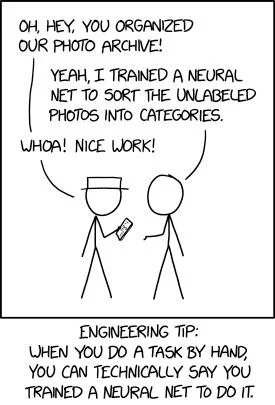 OH, HEY, YOU ORGANIZED
OUR PHOTO ARCHIVE!
YEAH, I TRAINED A NEURAL
NET TO SORT THE UNLABELED
PHOTOS INTO CATEGORIES.
WHOA! NICE WORK!
ENGINEERING TIP:
WHEN YOU DO A TASK BY HAND,
YOU CAN TECHNICALLY SAY YOU
TRAINED A NEURAL NET TO DO IT.